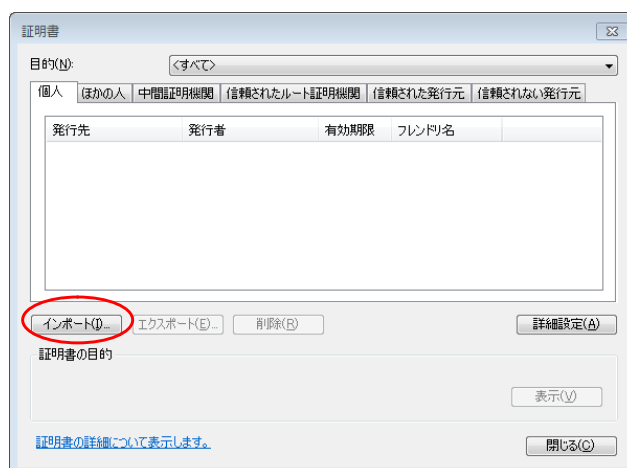 証明書
目的(N): <すべて>
個人 ほかの人 中間証明機関 信頼されたルート証明機関 信頼された発行元 信頼されない発行元
発行先 発行者 有効期限 フレンドリ名
インポート(I)... エクスポート(E)... 削除(R) 詳細設定(A)
証明書の目的
表示(V)
証明書の詳細について表示します。 閉じる(C)